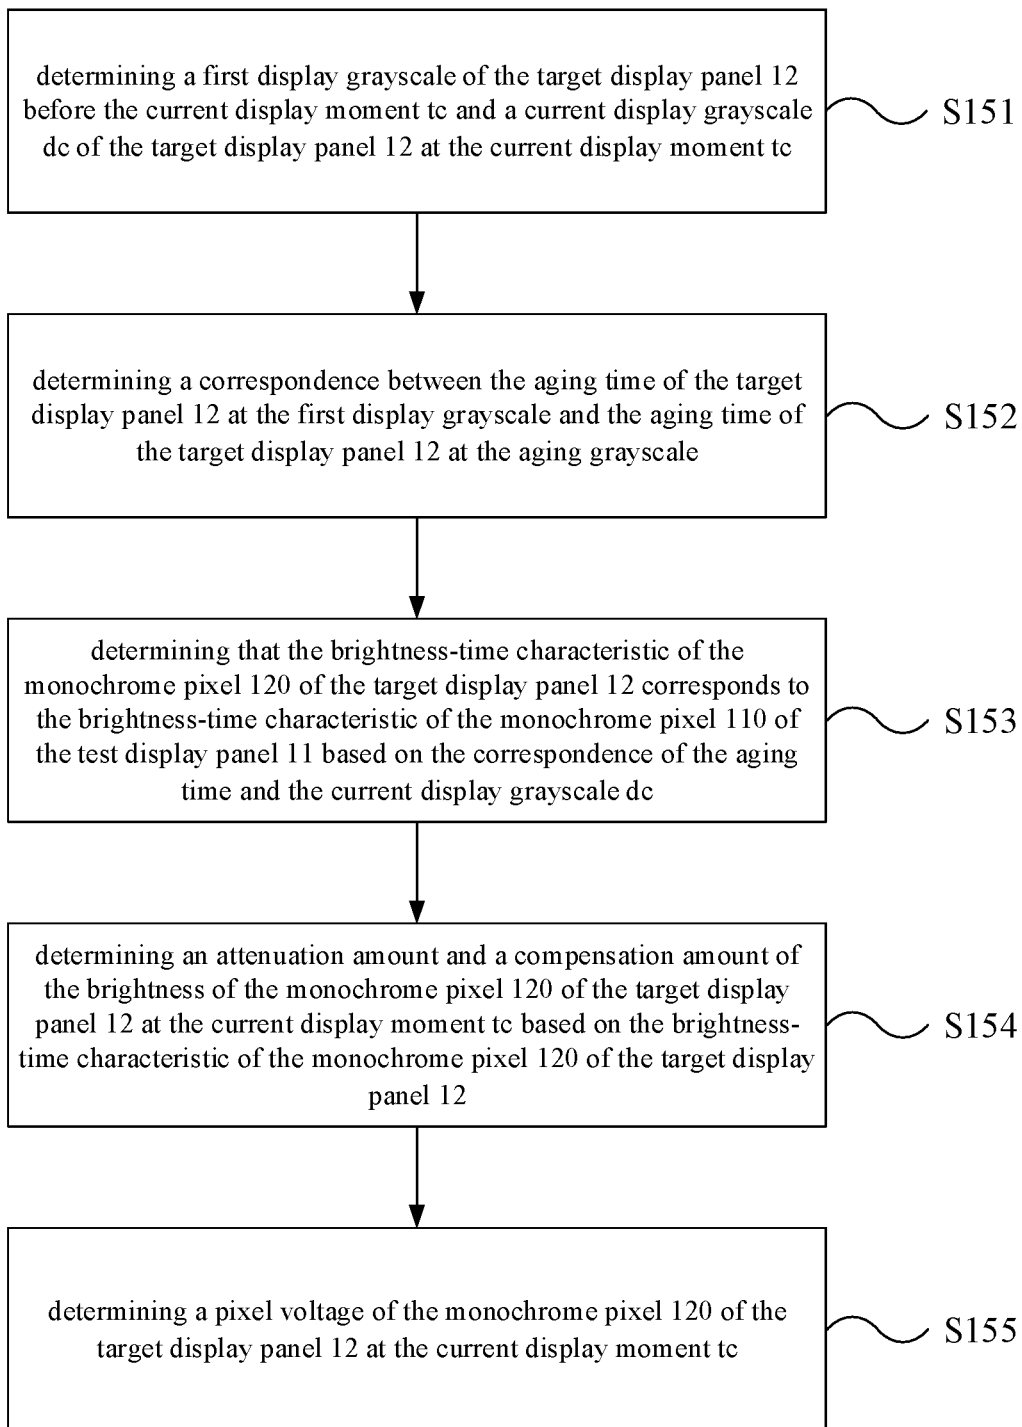 determining a first display grayscale of the target display panel 12
before the current display moment tc and a current display grayscale
dc of the target display panel 12 at the current display moment tc
S151
determining a correspondence between the aging time of the target
display panel 12 at the first display grayscale and the aging time of
the target display panel 12 at the aging grayscale
S152
determining that the brightness-time characteristic of the
monochrome pixel 120 of the target display panel 12 corresponds to
the brightness-time characteristic of the monochrome pixel 110 of
the test display panel 11 based on the correspondence of the aging
time and the current display grayscale dc
S153
determining an attenuation amount and a compensation amount of
the brightness of the monochrome pixel 120 of the target display
panel 12 at the current display moment tc based on the brightness-
time characteristic of the monochrome pixel 120 of the target display
panel 12
S154
determining a pixel voltage of the monochrome pixel 120 of the
target display panel 12 at the current display moment tc
S155